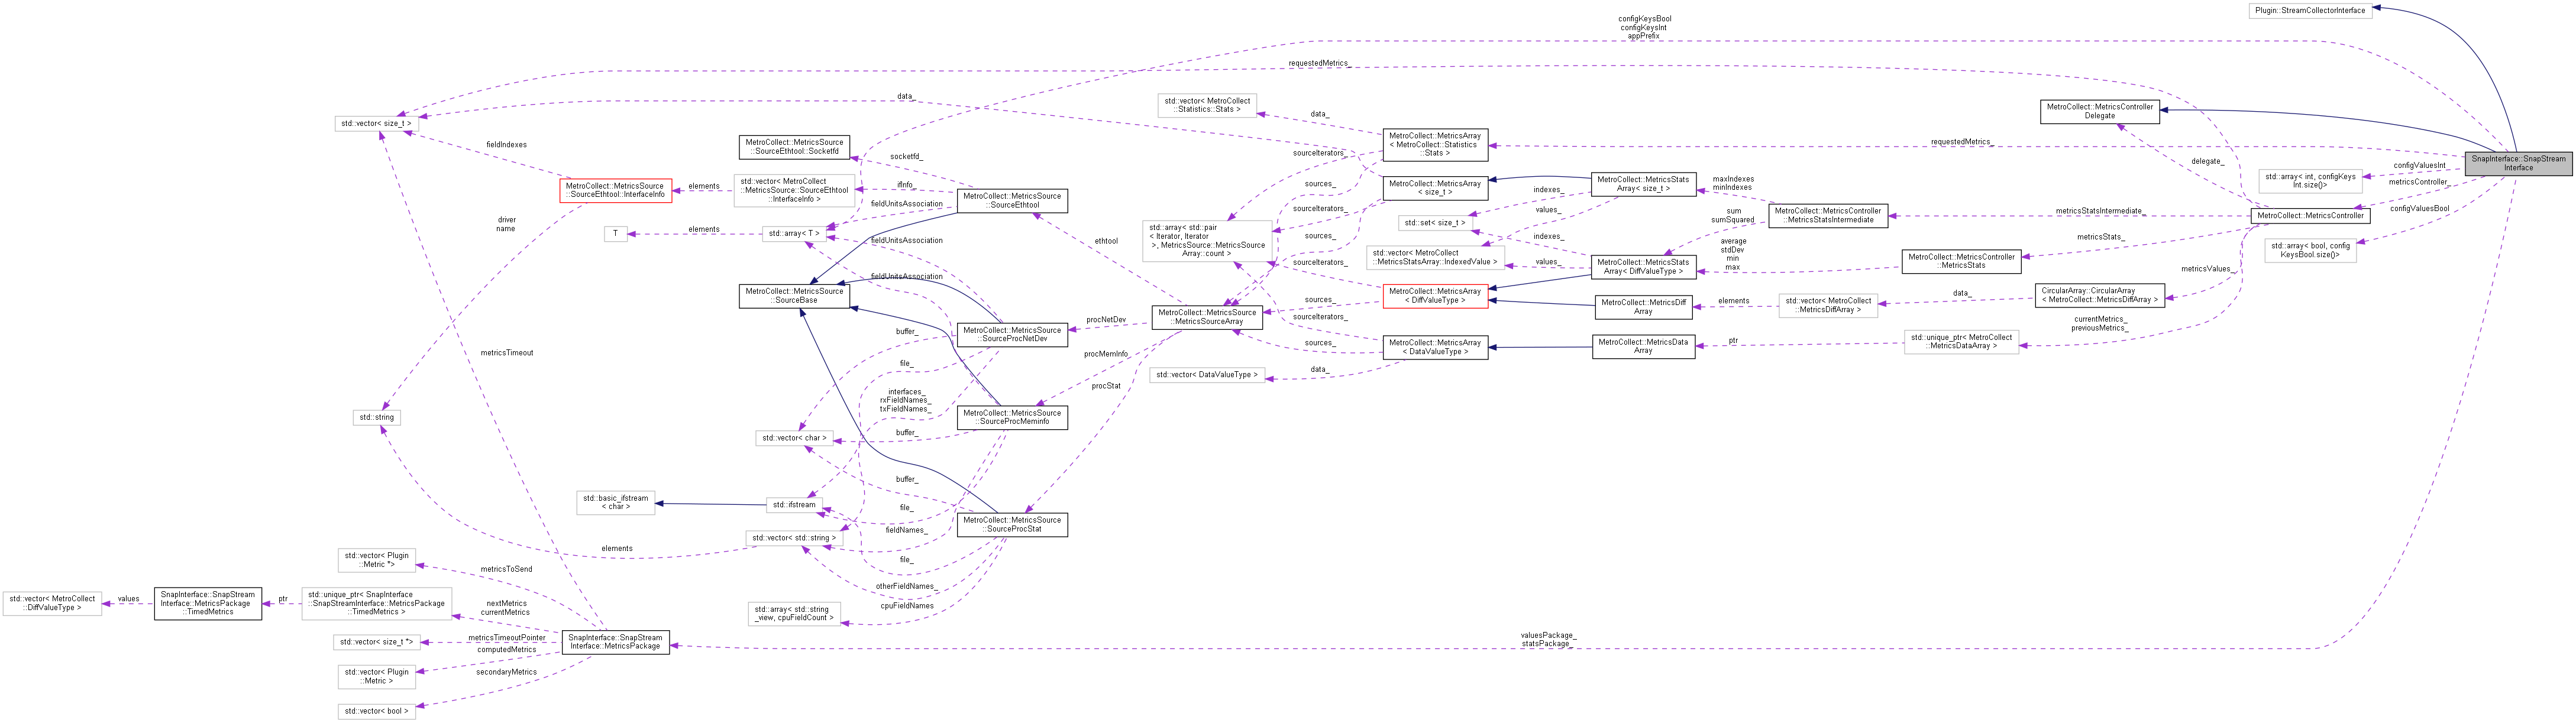 configKeysBool
configKeysInt
appPrefix
Plugin::StreamCollectorInterface
requestedMetrics_
data_
std::vector< size_t >
std::vector< MetroCollect
::Statistics::Stats >
data_
MetroCollect::MetricsController
Delegate
fieldIndexes
MetroCollect::MetricsSource
::SourceEthtool::Socketfd
socketfd_
sourceIterators_
MetroCollect::MetricsArray
< MetroCollect::Statistics
::Stats >
requestedMetrics_
delegate_
SnapInterface::SnapStream
Interface
configValuesInt
metricsController_
configValuesBool
std::array< int, configKeys
Int.size()>
MetroCollect::MetricsSource
::SourceEthtool::InterfaceInfo
elements
std::vector< MetroCollect
::MetricsSource::SourceEthtool
::InterfaceInfo >
ifInfo_
fieldUnitsAssociation
MetroCollect::MetricsSource
::SourceEthtool
sources_
sourceIterators_
MetroCollect::MetricsArray
< size_t >
indexes_
values_
MetroCollect::MetricsStats
Array< size_t >
maxIndexes
minIndexes
MetroCollect::MetricsController
::MetricsStatsIntermediate
metricsStatsIntermediate_
MetroCollect::MetricsController
driver
name
T
elements
std::array< T >
fieldUnitsAssociation
ethtool
std::array< std::pair
< Iterator, Iterator
>, MetricsSource::MetricsSource
Array::count >
sources_
std::set< size_t >
indexes_
sum
sumSquared
metricsStats_
std::array< bool, config
KeysBool.size()>
std::vector< MetroCollect
::MetricsStatsArray::IndexedValue >
values_
MetroCollect::MetricsStats
Array< DiffValueType >
average
stdDev
min
max
MetroCollect::MetricsController
::MetricsStats
sourceIterators_
fieldUnitsAssociation
MetroCollect::MetricsSource
::SourceBase
metricsValues_
MetroCollect::MetricsArray
< DiffValueType >
sources_
MetroCollect::MetricsDiff
Array
elements
std::vector< MetroCollect
::MetricsDiffArray >
data_
CircularArray::CircularArray
< MetroCollect::MetricsDiffArray >
MetroCollect::MetricsSource
::MetricsSourceArray
sourceIterators_
procNetDev
MetroCollect::MetricsSource
::SourceProcNetDev
buffer_
sources_
MetroCollect::MetricsArray
< DataValueType >
MetroCollect::MetricsData
Array
ptr
std::unique_ptr< MetroCollect
::MetricsDataArray >
currentMetrics_
previousMetrics_
metricsTimeout
file_
procMemInfo_
procStat
std::vector< DataValueType >
data_
interfaces_
rxFieldNames_
txFieldNames_
std::string
MetroCollect::MetricsSource
::SourceProcMeminfo
std::vector< char >
buffer_
buffer_
std::basic_ifstream
< char >
std::ifstream
file_
MetroCollect::MetricsSource
::SourceProcStat
fieldNames_
std::vector< std::string >
elements
file_
otherFieldNames_
cpuFieldNames
std::array< std::string
_view, cpuFieldCount >
std::vector< Plugin
::Metric *>
metricsToSend
std::vector< MetroCollect
::DiffValueType >
values
SnapInterface::SnapStream
Interface::MetricsPackage
::TimedMetrics
ptr
std::unique_ptr< SnapInterface
::SnapStreamInterface::MetricsPackage
::TimedMetrics >
nextMetrics
currentMetrics
std::vector< size_t *>
metricsTimeoutPointer
SnapInterface::SnapStream
Interface::MetricsPackage
valuesPackage_
statsPackage_
computedMetrics
std::vector< Plugin
::Metric >
secondaryMetrics
std::vector< bool >